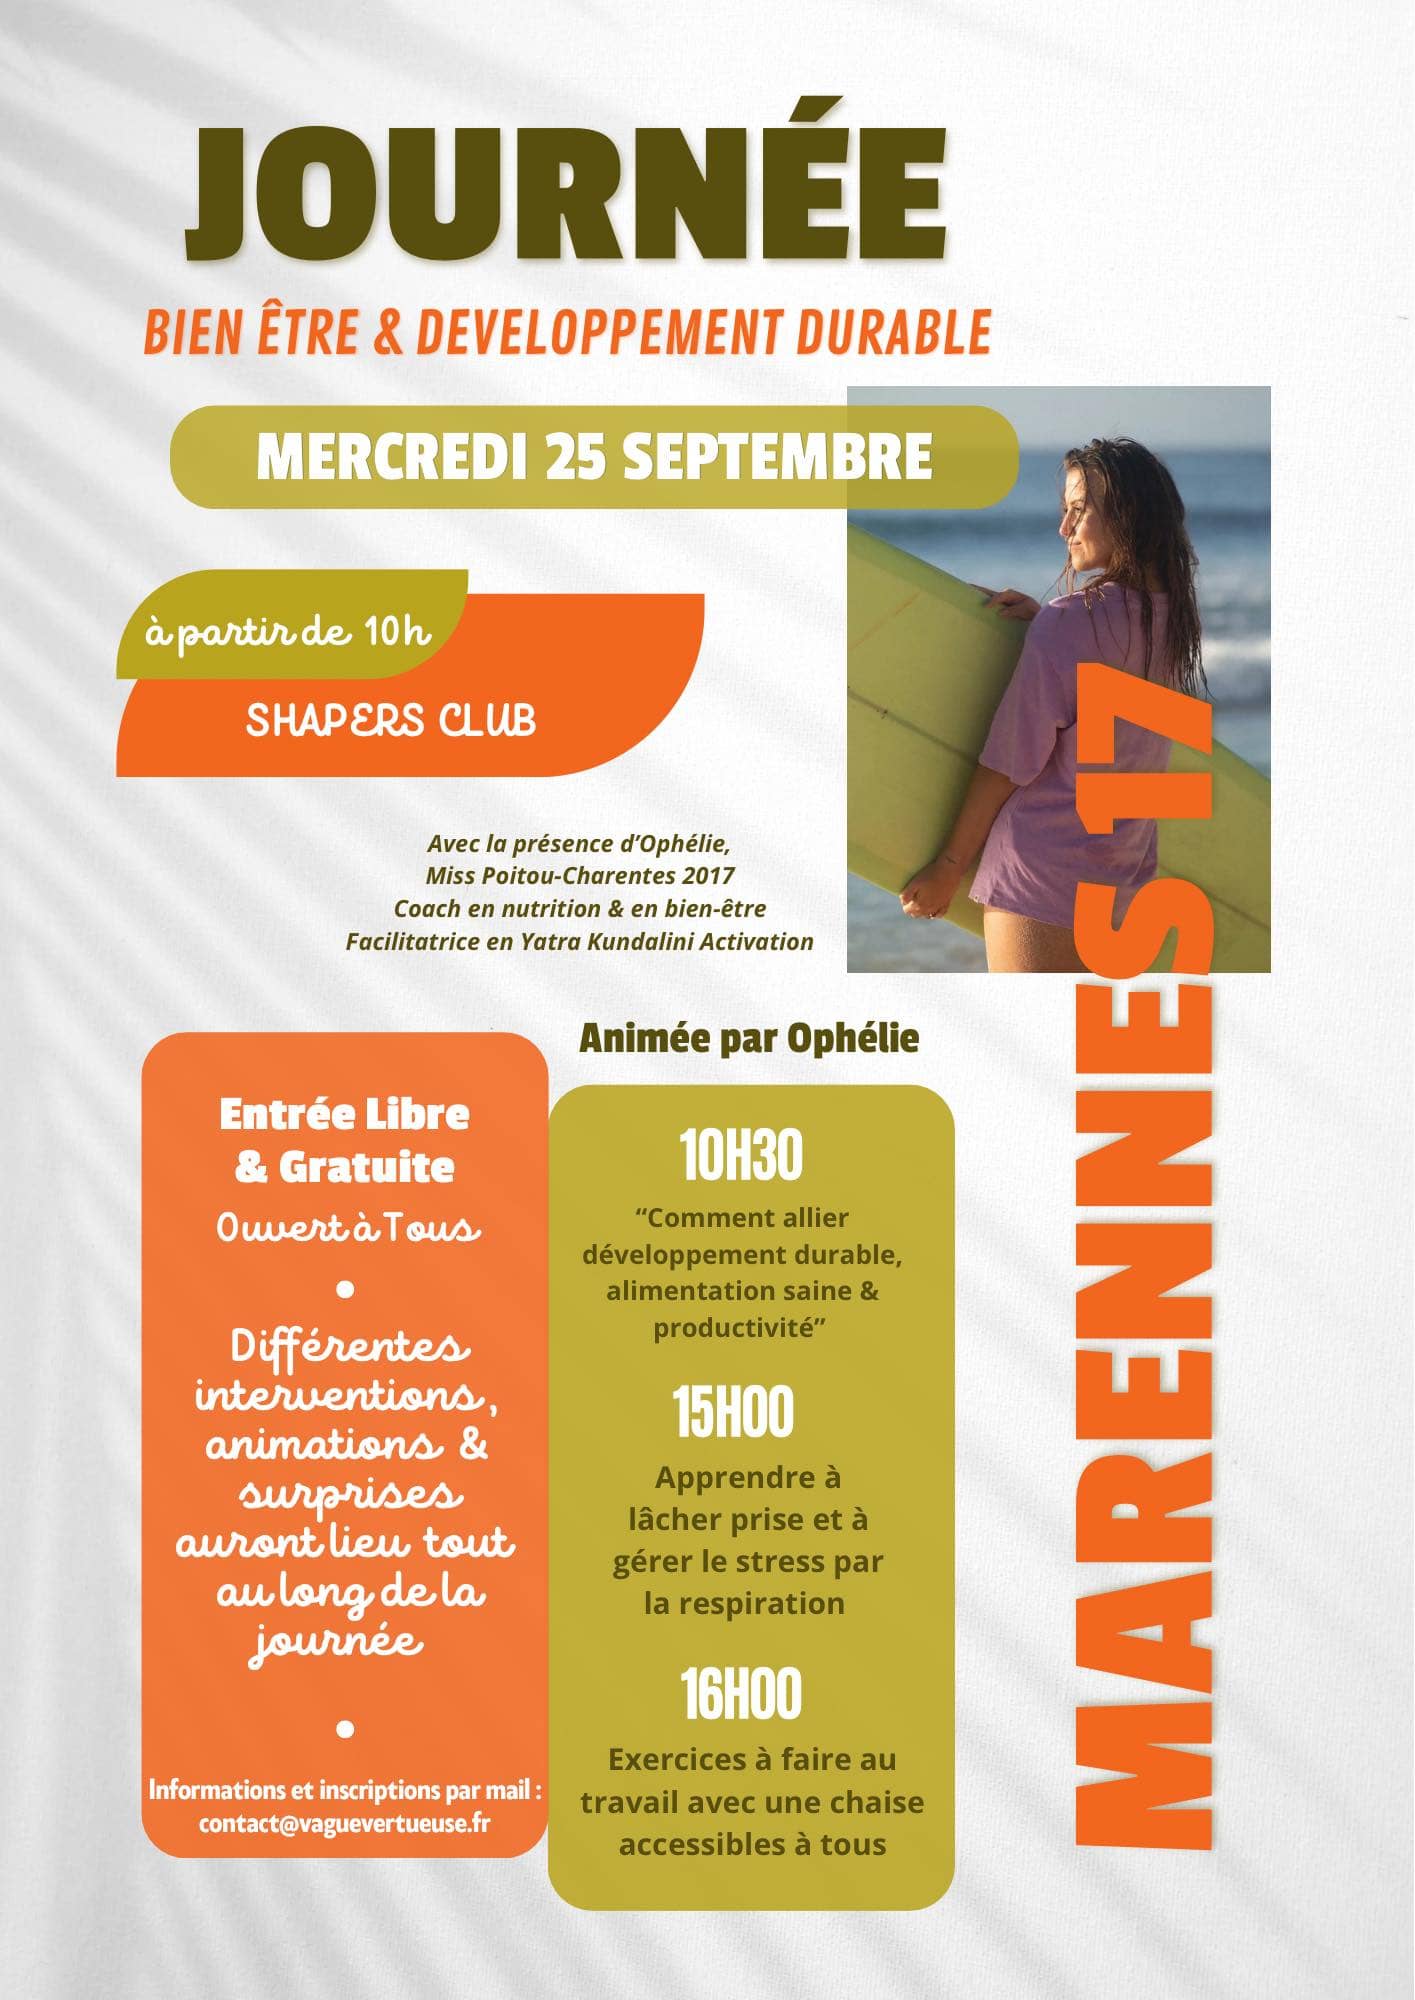 JOURNÉE
BIEN ÊTRE & DEVELOPPEMENT DURABLE
MERCREDI 25 SEPTEMBRE
à partir de 10h
SHAPERS CLUB
Avec la présence d’Ophélie,
Miss Poitou-Charentes 2017
Coach en nutrition & en bien-être
Facilitatrice en Yatra Kundalini Activation
Entrée Libre
& Gratuite
Ouvert à Tous
•
Différentes
interventions,
animations &
surprises
auront lieu tout
au long de la
journée
•
Informations et inscriptions par mail :
contact@vaguevertueuse.fr
Animée par Ophélie
10H30
“Comment allier
développement durable,
alimentation saine &
productivité”
15H00
Apprendre à
lâcher prise et à
gérer le stress par
la respiration
16H00
Exercices à faire au
travail avec une chaise
accessibles à tous
MARENNES17